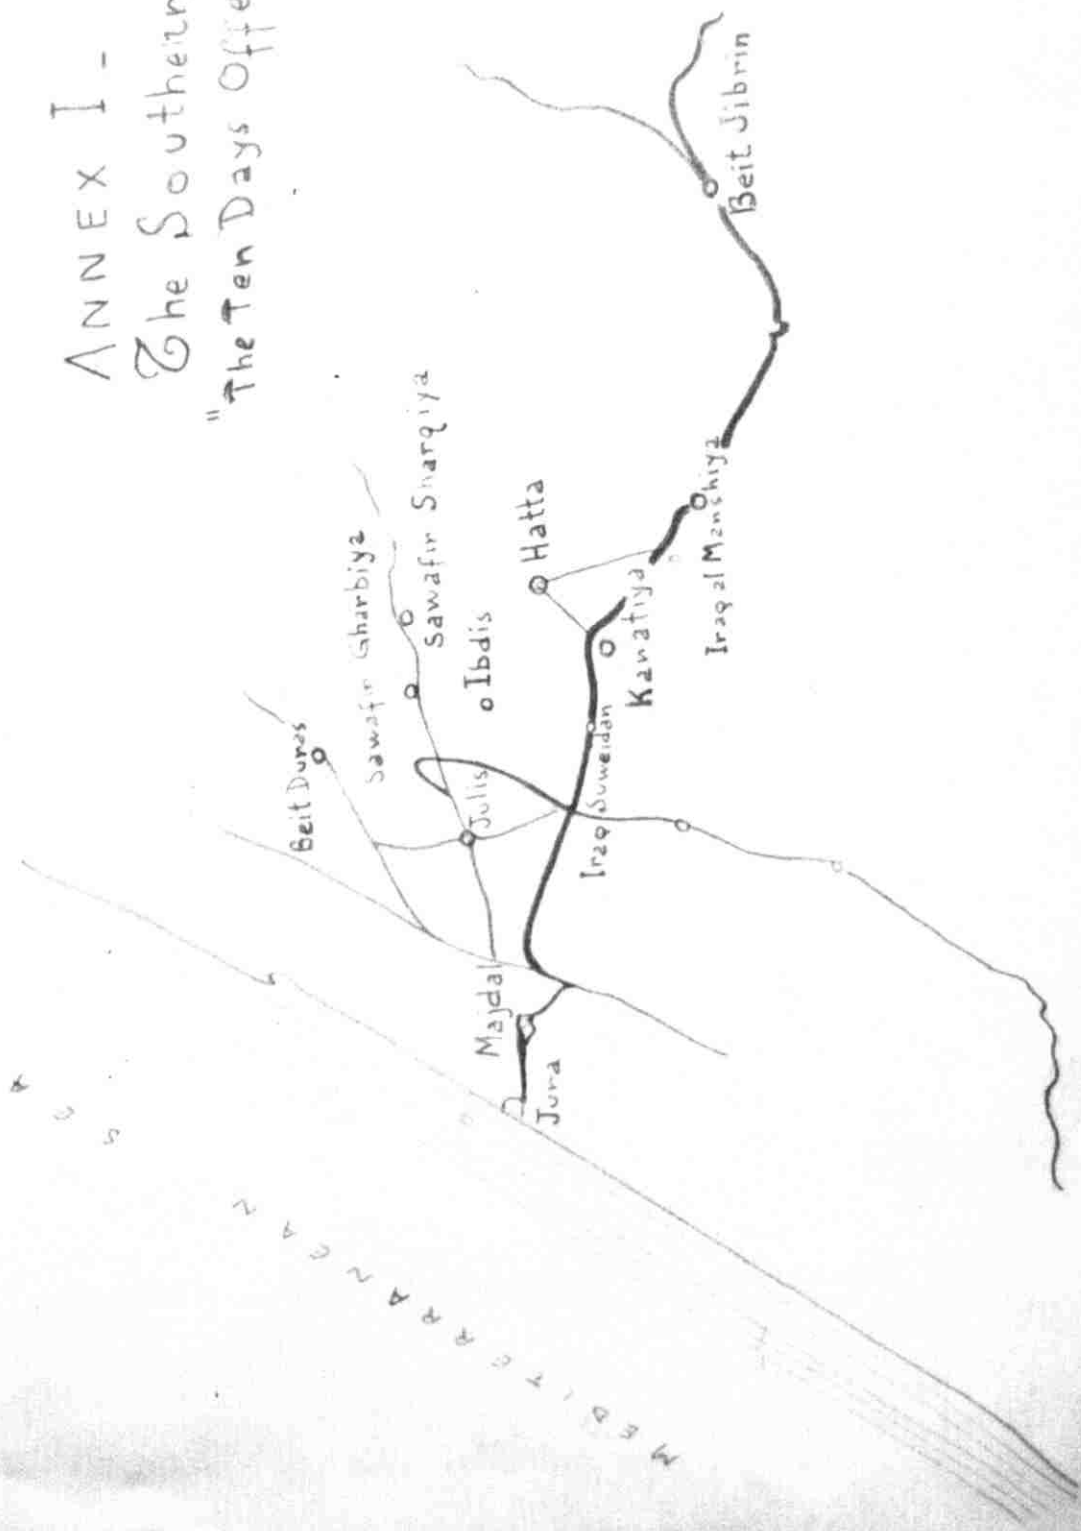 ANNEX I -
The Southern
"The Ten Days Offe
Beit Duras
Sawafir Gharbiya
Sawafir Sharqiya
Ibdis
Hatta
Julis
Majdal
Jura
Iraq Suweidan
Kanatiya
Iraq al Manshiya
Beit Jibrin
MEDITERRANEAN SEA